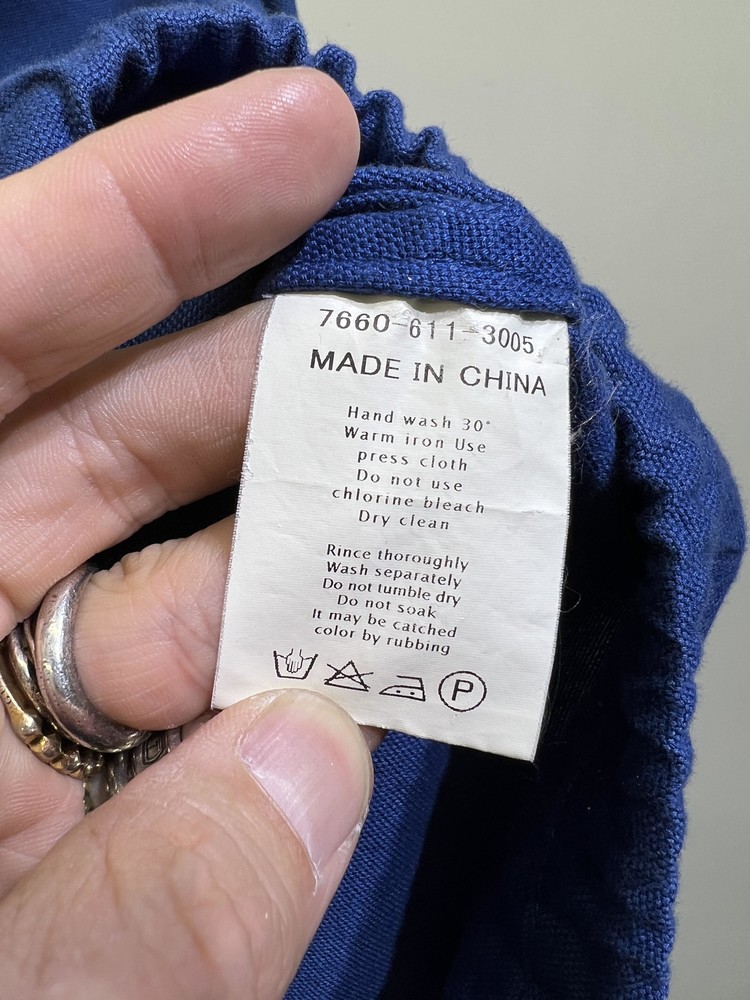 7660-611-3005
MADE IN CHINA
Hand wash 30°
Warm iron Use
press cloth
Do not use
chlorine bleach
Dry clean
Rince thoroughly
Wash separately
Do not tumble dry
Do not soak
It may be catched
color by rubbing
P